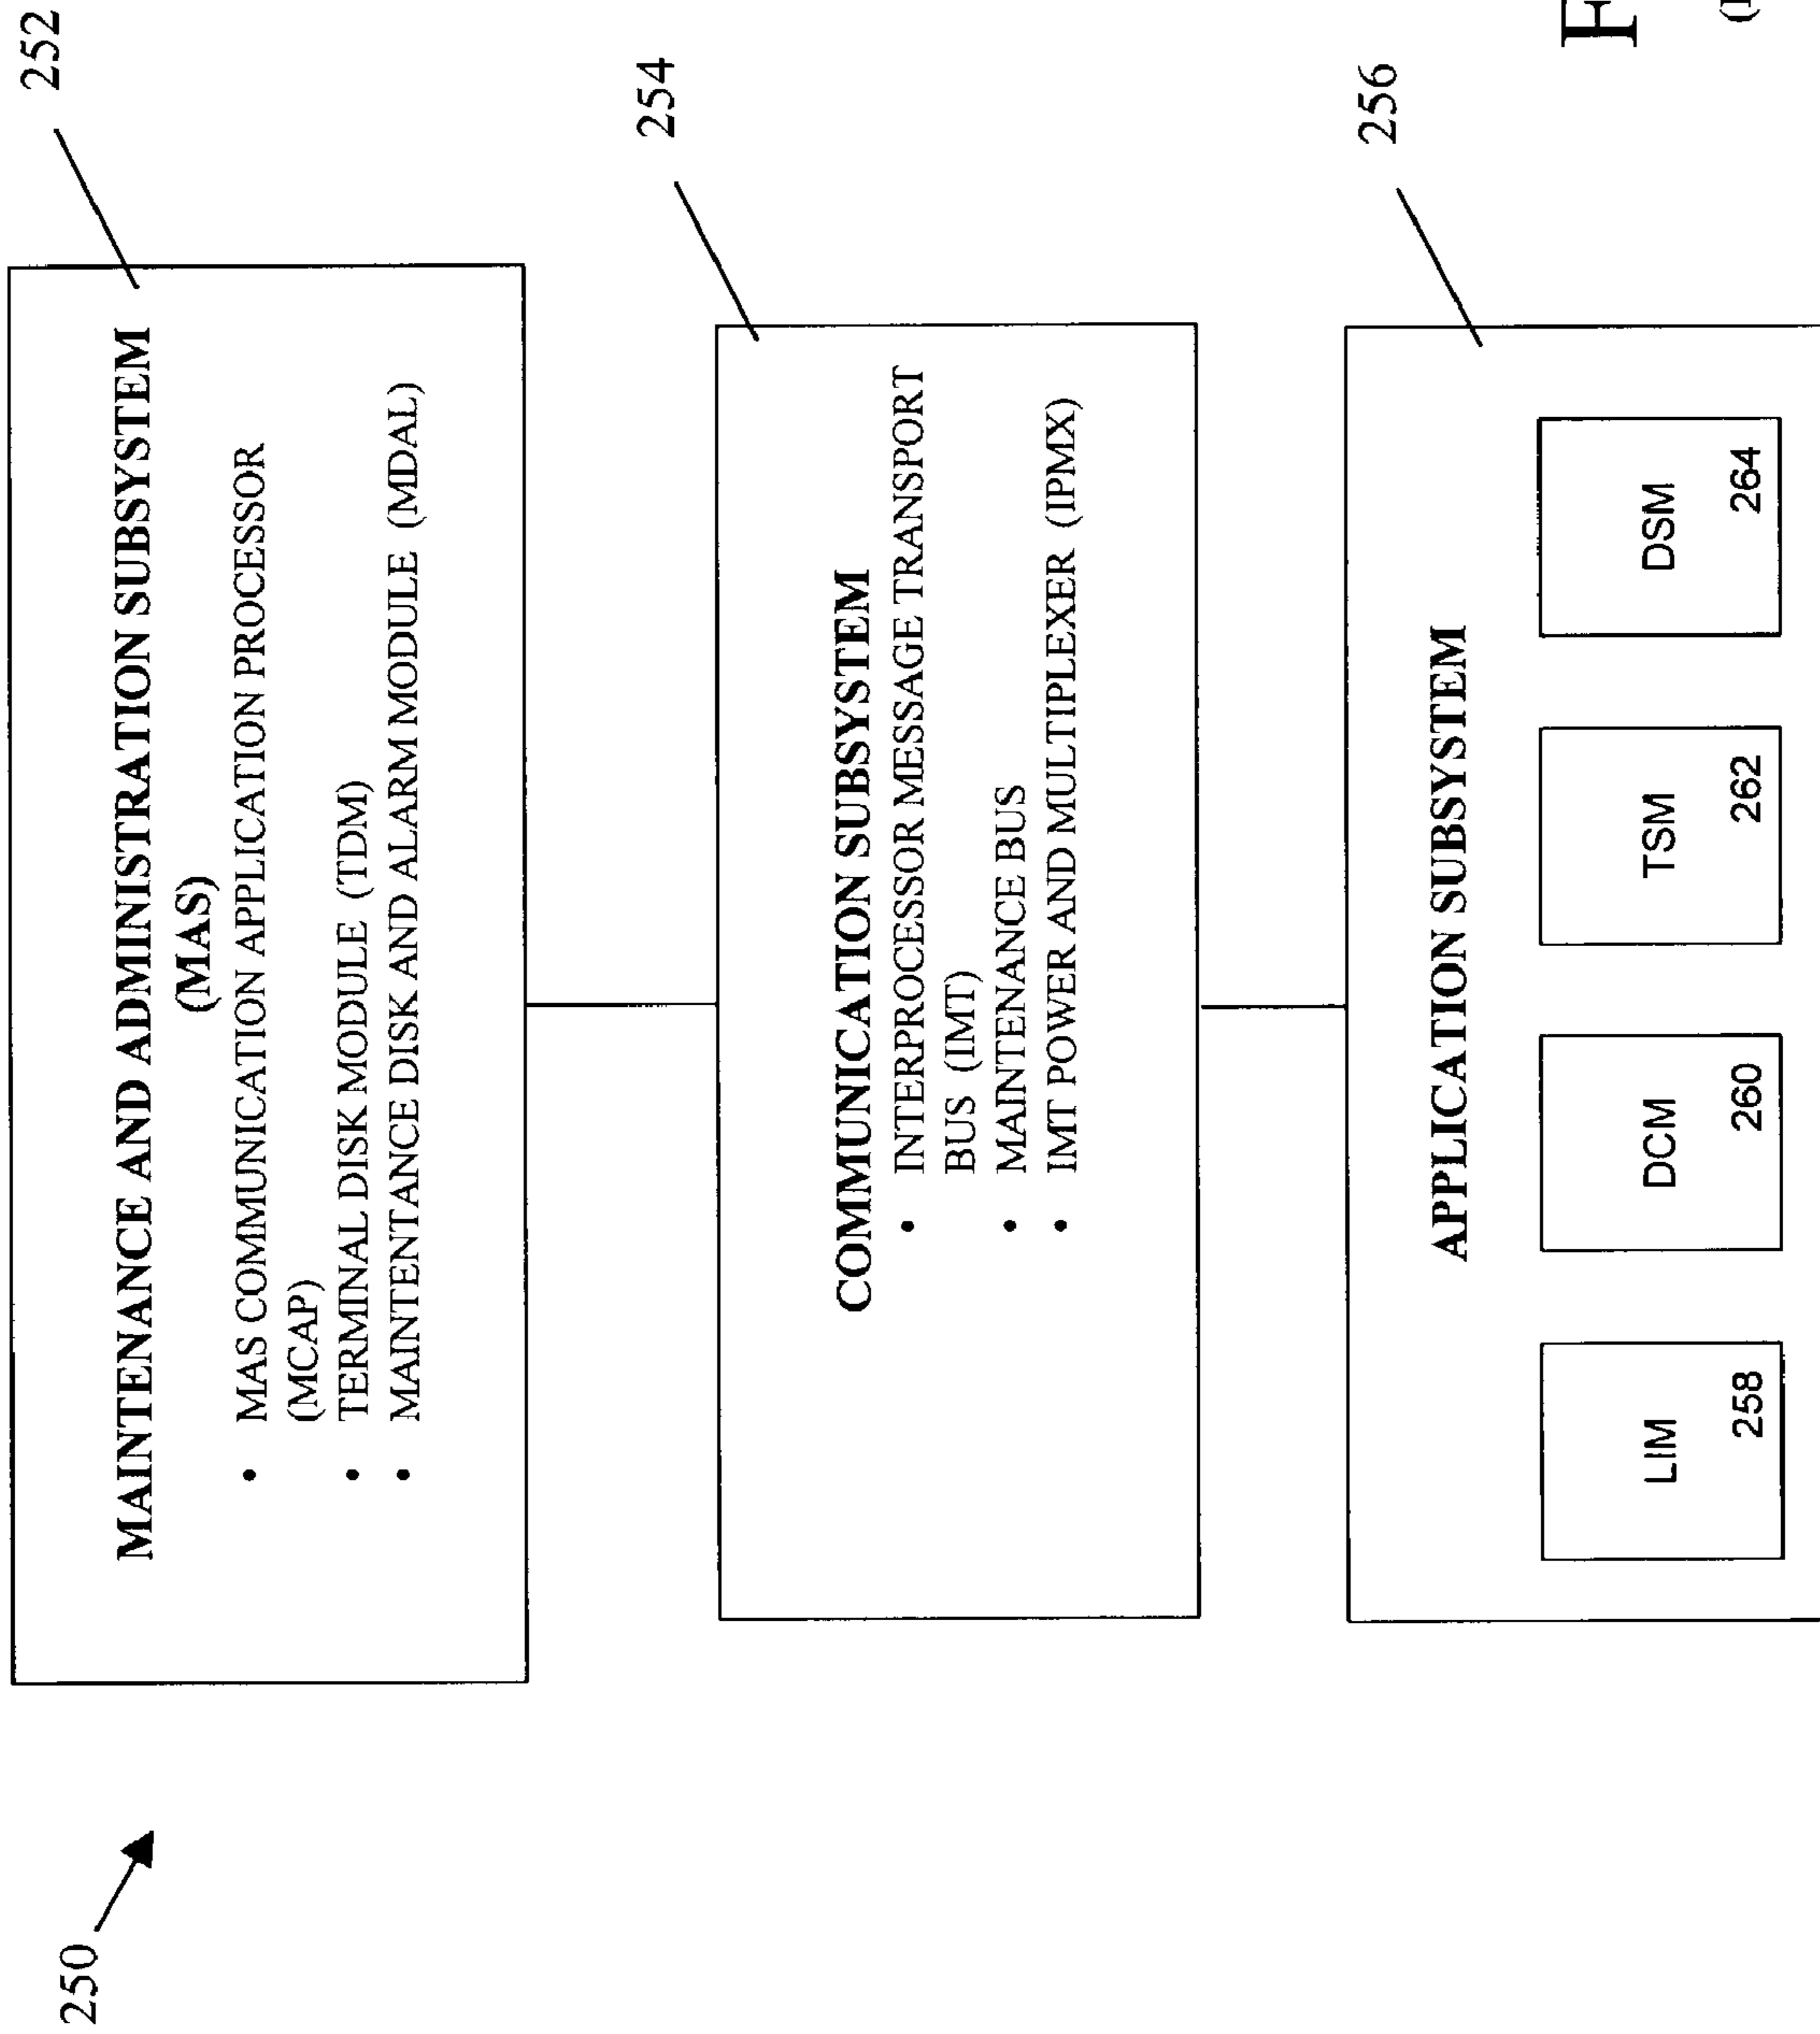 250
252
MAINTENANCE AND ADMINISTRATION SUBSYSTEM
(MAS)
• MAS COMMUNICATION APPLICATION PROCESSOR
(MCAP)
• TERMINAL DISK MODULE (TDM)
• MAINTENTANCE DISK AND ALARM MODULE (MDAL)
254
COMMUNICATION SUBSYSTEM
• INTERPROCESSOR MESSAGE TRANSPORT
BUS (IMT)
• MAINTENANCE BUS
• IMT POWER AND MULTIPLEXER (IPMX)
256
APPLICATION SUBSYSTEM
LIM
258
DCM
260
TSM
262
DSM
264
F